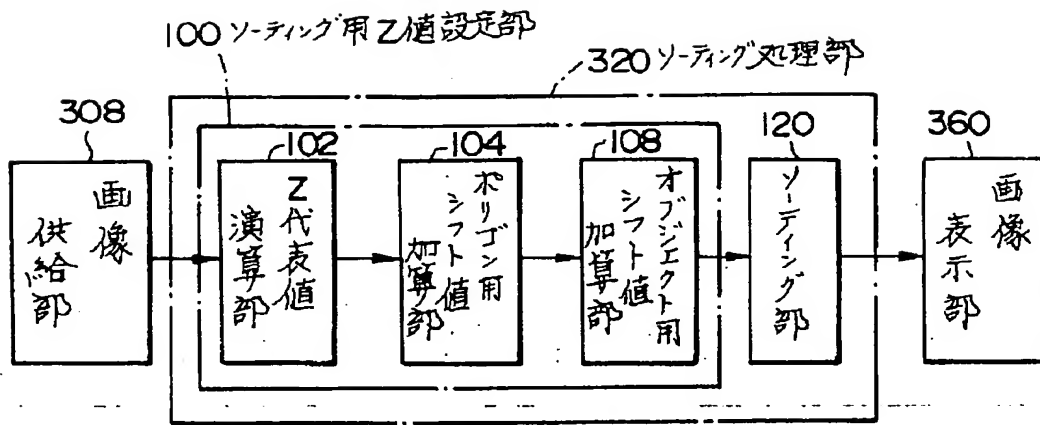 100 ソーティング用Z値設定部
320 ソーティング処理部
308
画像
供給部
102
Z代表値
演算部
104
ポリゴン用
シフト値
加算部
108
オブジェクト用
シフト値
加算部
120
ソーティング部
360
画像
表示部